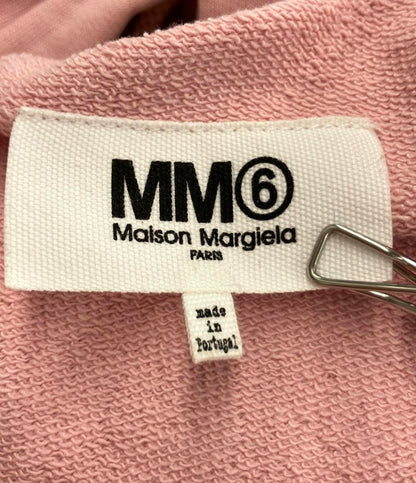 MM⑥
Maison Margiela
PARIS
made
in
Portugal